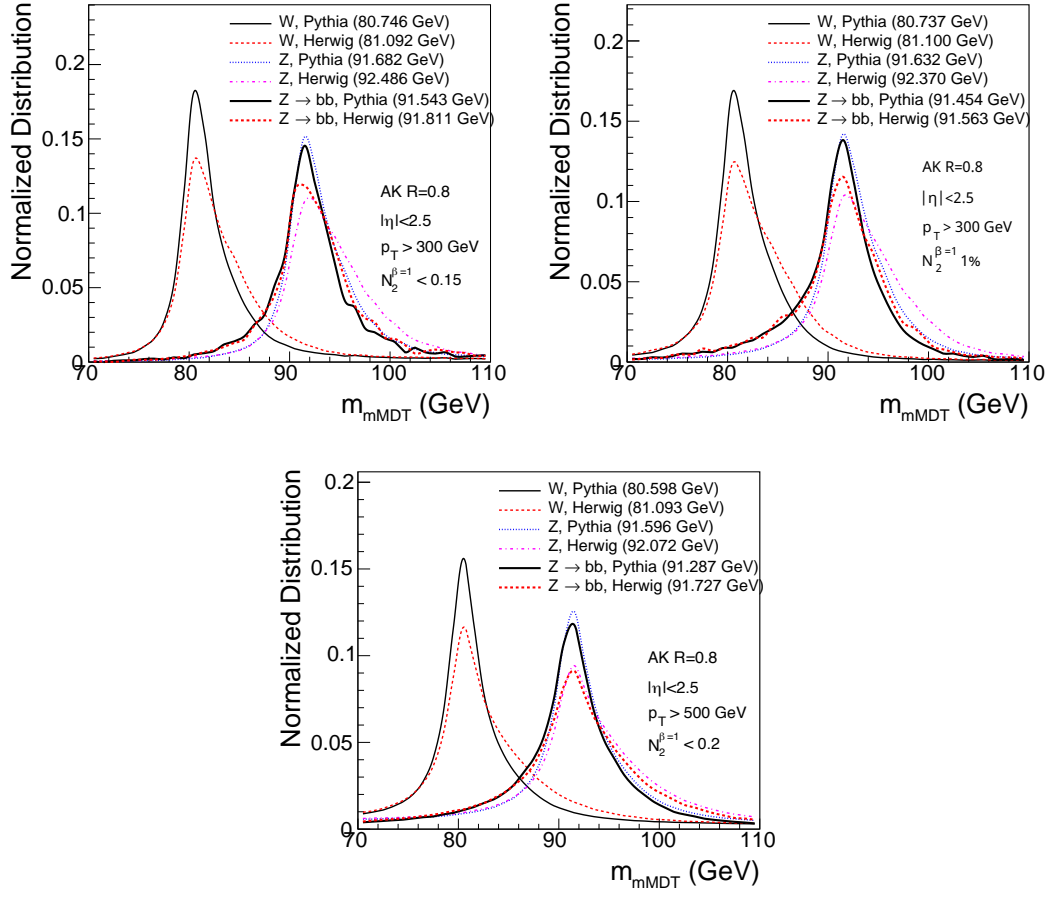 W, Pythia (80.746 GeV)
W, Herwig (81.092 GeV)
Z, Pythia (91.682 GeV)
Z, Herwig (92.486 GeV)
Z → bb, Pythia (91.543 GeV)
Z → bb, Herwig (91.811 GeV)
AK R=0.8
|η|<2.5
p_T > 300 GeV
N_2^{β=1} < 0.15
Normalized Distribution
0.2
0.15
0.1
0.05
0
70 80 90 100 110
m_{mMDT} (GeV)
W, Pythia (80.737 GeV)
W, Herwig (81.100 GeV)
Z, Pythia (91.632 GeV)
Z, Herwig (92.370 GeV)
Z → bb, Pythia (91.454 GeV)
Z → bb, Herwig (91.563 GeV)
AK R=0.8
|η|<2.5
p_T > 300 GeV
N_2^{β=1} 1%
Normalized Distribution
0.2
0.15
0.1
0.05
0
70 80 90 100 110
m_{mMDT} (GeV)
W, Pythia (80.598 GeV)
W, Herwig (81.093 GeV)
Z, Pythia (91.596 GeV)
Z, Herwig (92.072 GeV)
Z → bb, Pythia (91.287 GeV)
Z → bb, Herwig (91.727 GeV)
AK R=0.8
|η|<2.5
p_T > 500 GeV
N_2^{β=1} < 0.2
Normalized Distribution
0.2
0.15
0.1
0.05
0
70 80 90 100 110
m_{mMDT} (GeV)